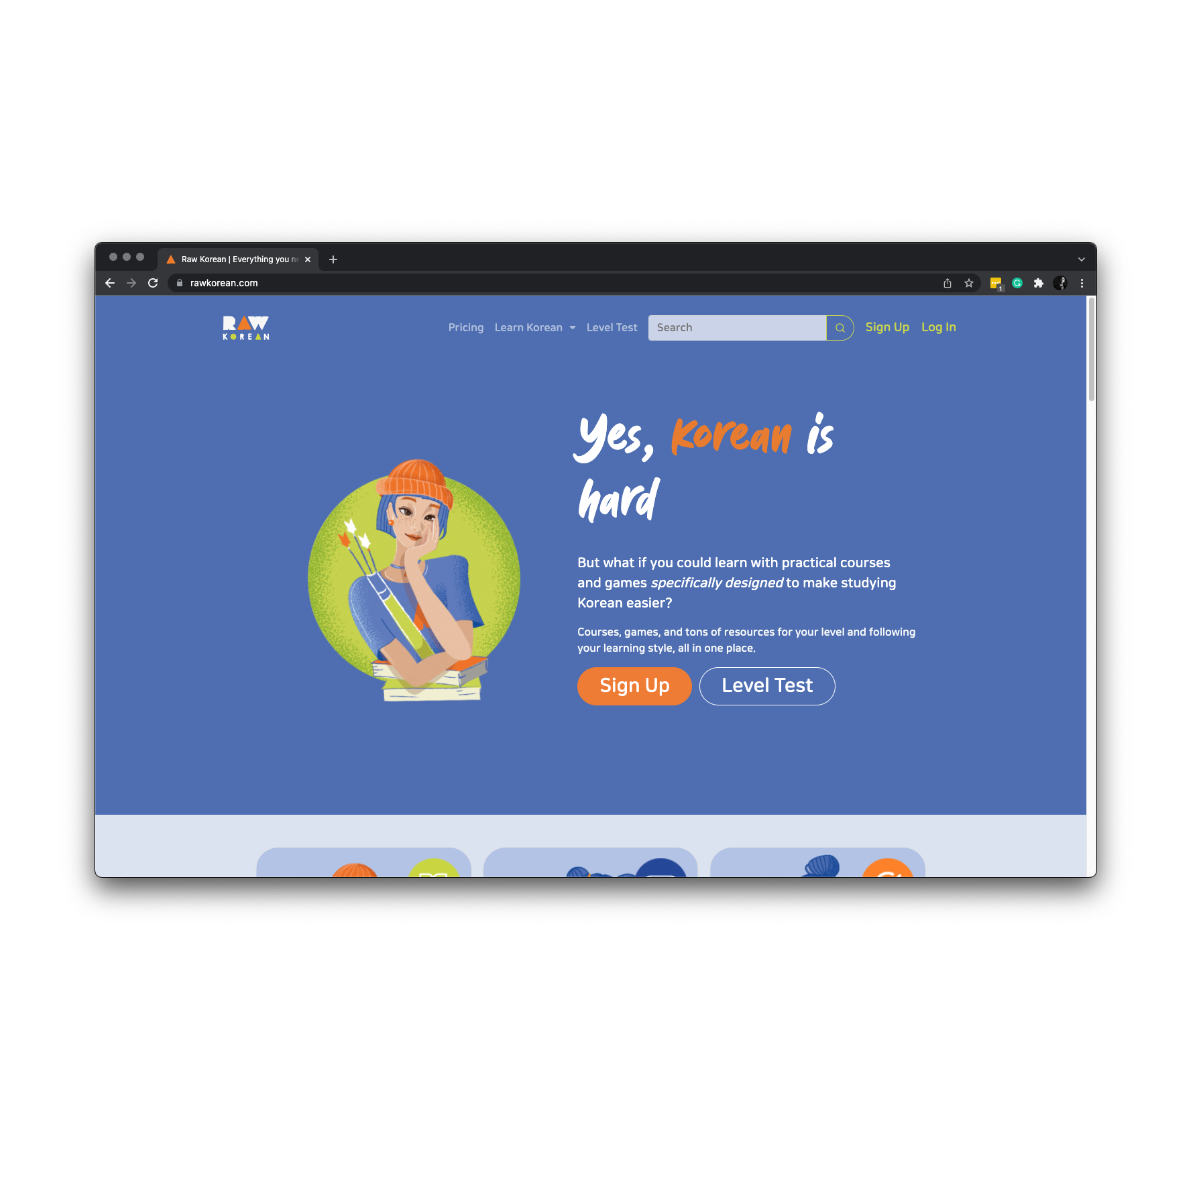 Raw Korean | Everything you n
rawkorean.com
1
RAW
KOREAN
Pricing Learn Korean Level Test Search Sign Up Log In
Yes, Korean is
hard
But what if you could learn with practical courses
and games specifically designed to make studying
Korean easier?
Courses, games, and tons of resources for your level and following
your learning style, all in one place.
Sign Up Level Test